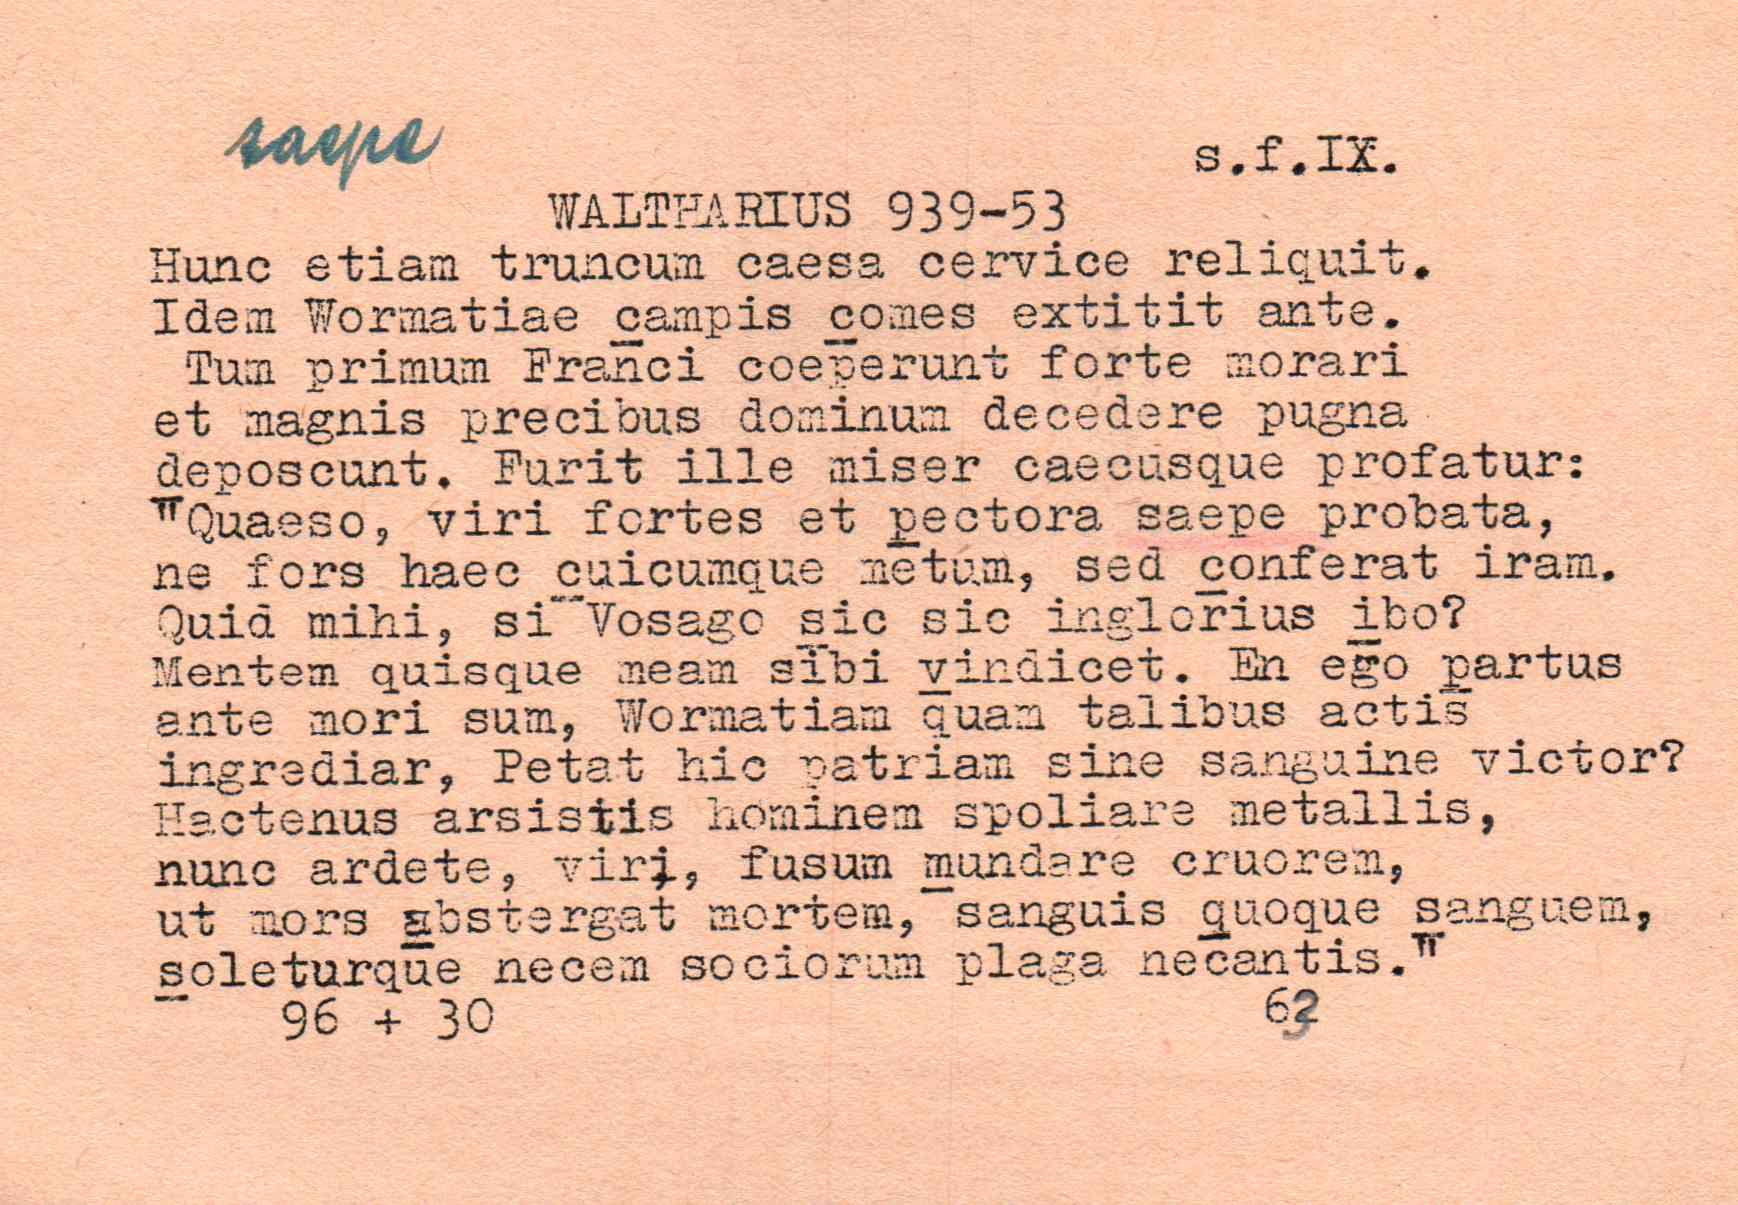 saepe
s.f.IX.
WALTHARIUS 939-53
Hunc etiam truncum caesa cervice reliquit.
Idem Wormatiae campis comes extitit ante.
Tum primum Franci coeperunt forte morari
et magnis precibus dominum decedere pugna
deposcunt. Furit ille miser caecusque profatur:
"Quaeso, viri fortes et pectora saepe probata,
ne fors haec cuicumque metum, sed conferat iram.
Quid mihi, si Vosago sic sic inglorius ibo?
Mentem quisque meam sibi vindicet. En ego partus
ante mori sum, Wormatiam quam talibus actis
ingrediar, Petat hic patriam sine sanguine victor?
Hactenus arsistis hominem spoliare metallis,
nunc ardete, viri, fusum mundare cruorem,
ut mors abstergat mortem, sanguis quoque sanguem,
soleturque necem sociorum plaga necantis."
96 + 30
63